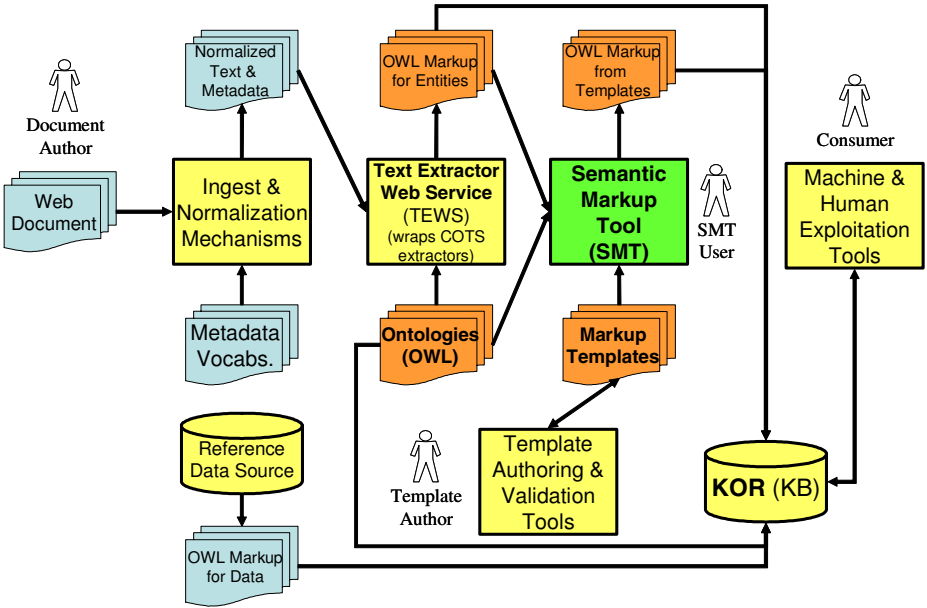 Normalized
Text &
Metadata
OWL Markup
for Entities
OWL Markup
from
Templates
Document
Author
Consumer
Web
Document
Ingest &
Normalization
Mechanisms
Text Extractor
Web Service
(TEWS)
(wraps COTS
extractors)
Semantic
Markup
Tool
(SMT)
SMT
User
Machine &
Human
Exploitation
Tools
Metadata
Vocabs.
Ontologies
(OWL)
Markup
Templates
Reference
Data Source
Template
Author
Template
Authoring &
Validation
Tools
KOR (KB)
OWL Markup
for Data